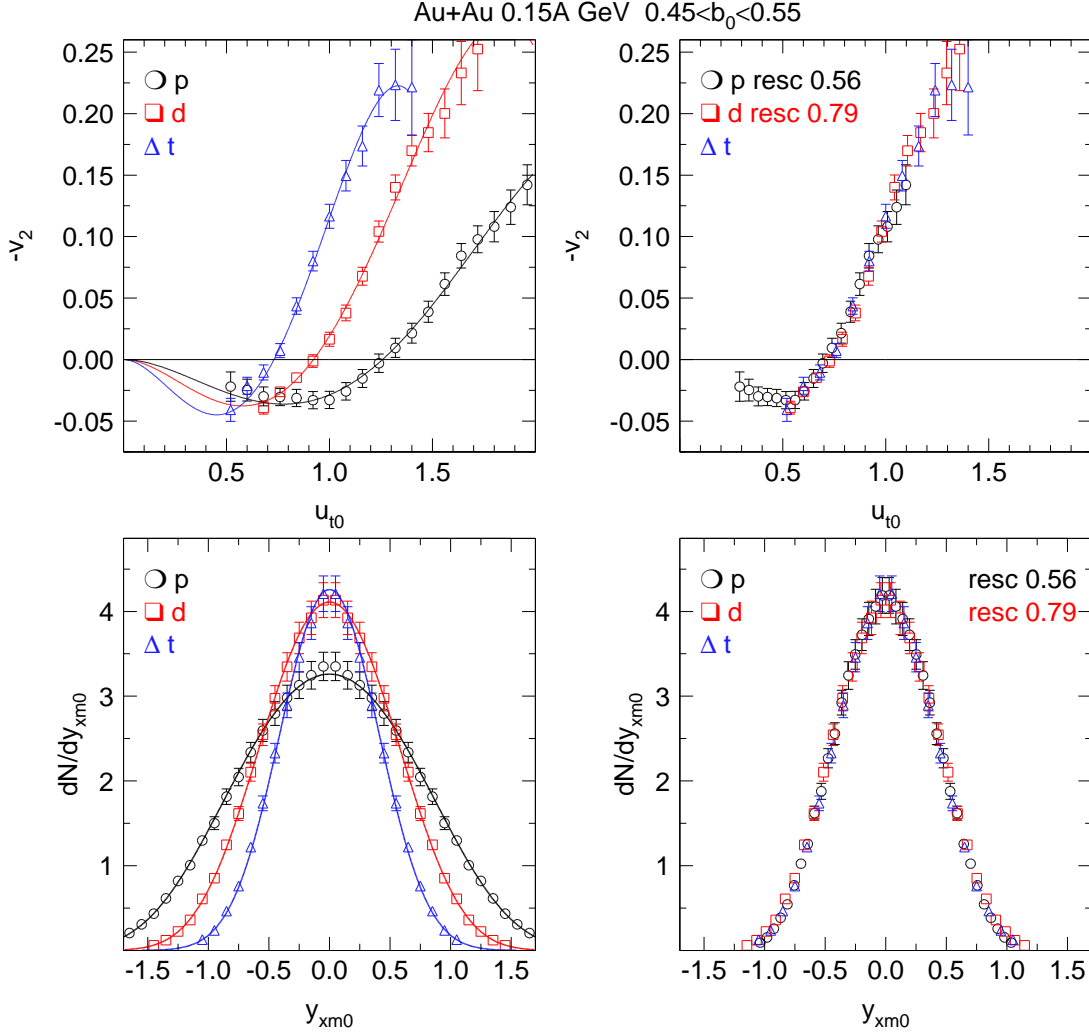 Au+Au 0.15A GeV 0.45<b₀<0.55
p
d
Δ t
0.25
0.20
0.15
0.10
0.05
0.00
-0.05
-v₂
0.5 1.0 1.5
uₜ₀
p resc 0.56
d resc 0.79
Δ t
0.25
0.20
0.15
0.10
0.05
0.00
-0.05
-v₂
0.5 1.0 1.5
uₜ₀
p
d
Δ t
4
3
2
1
dN/dyₓₘ₀
-1.5 -1.0 -0.5 0.0 0.5 1.0 1.5
yₓₘ₀
p resc 0.56
d resc 0.79
Δ t
4
3
2
1
dN/dyₓₘ₀
-1.5 -1.0 -0.5 0.0 0.5 1.0 1.5
yₓₘ₀